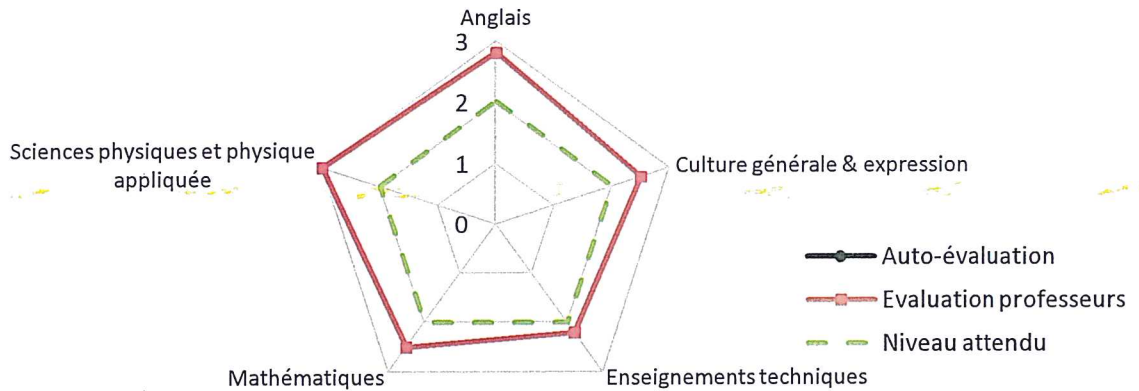 Anglais
3
2
1
0
Sciences physiques et physique
appliquée
Culture générale & expression
Auto-évaluation
Evaluation professeurs
Niveau attendu
Mathématiques
Enseignements techniques